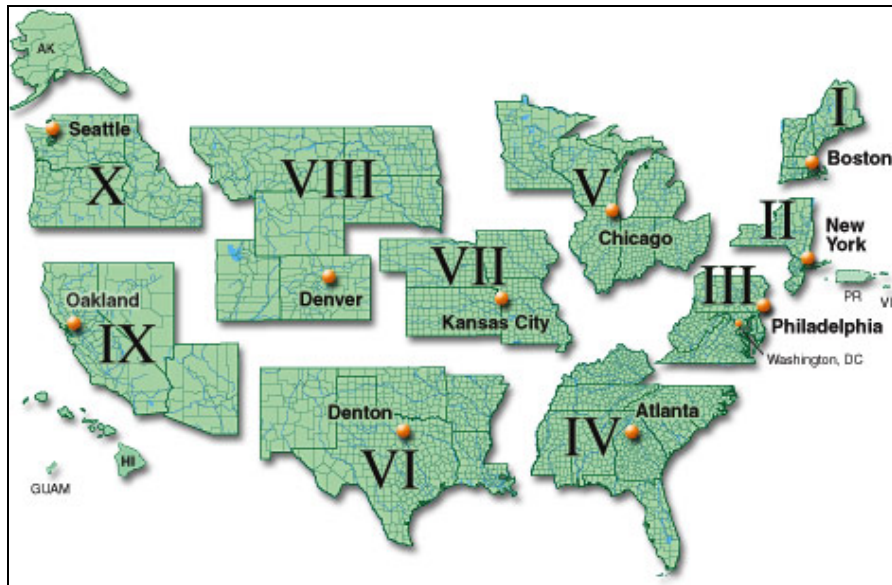 AK
Seattle
X
VIII
V
I
Boston
Chicago
II
New
York
Denver
VII
Kansas City
III
PR
VI
Philadelphia
Washington, DC
Oakland
IX
HI
GUAM
Denton
VI
Atlanta
IV